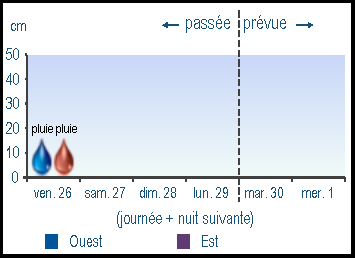 passée prévue
cm
50
40
30
20
pluie pluie
10
0
ven. 26 sam. 27 dim. 28 lun. 29 mar. 30 mer. 1
(journée + nuit suivante)
Ouest Est